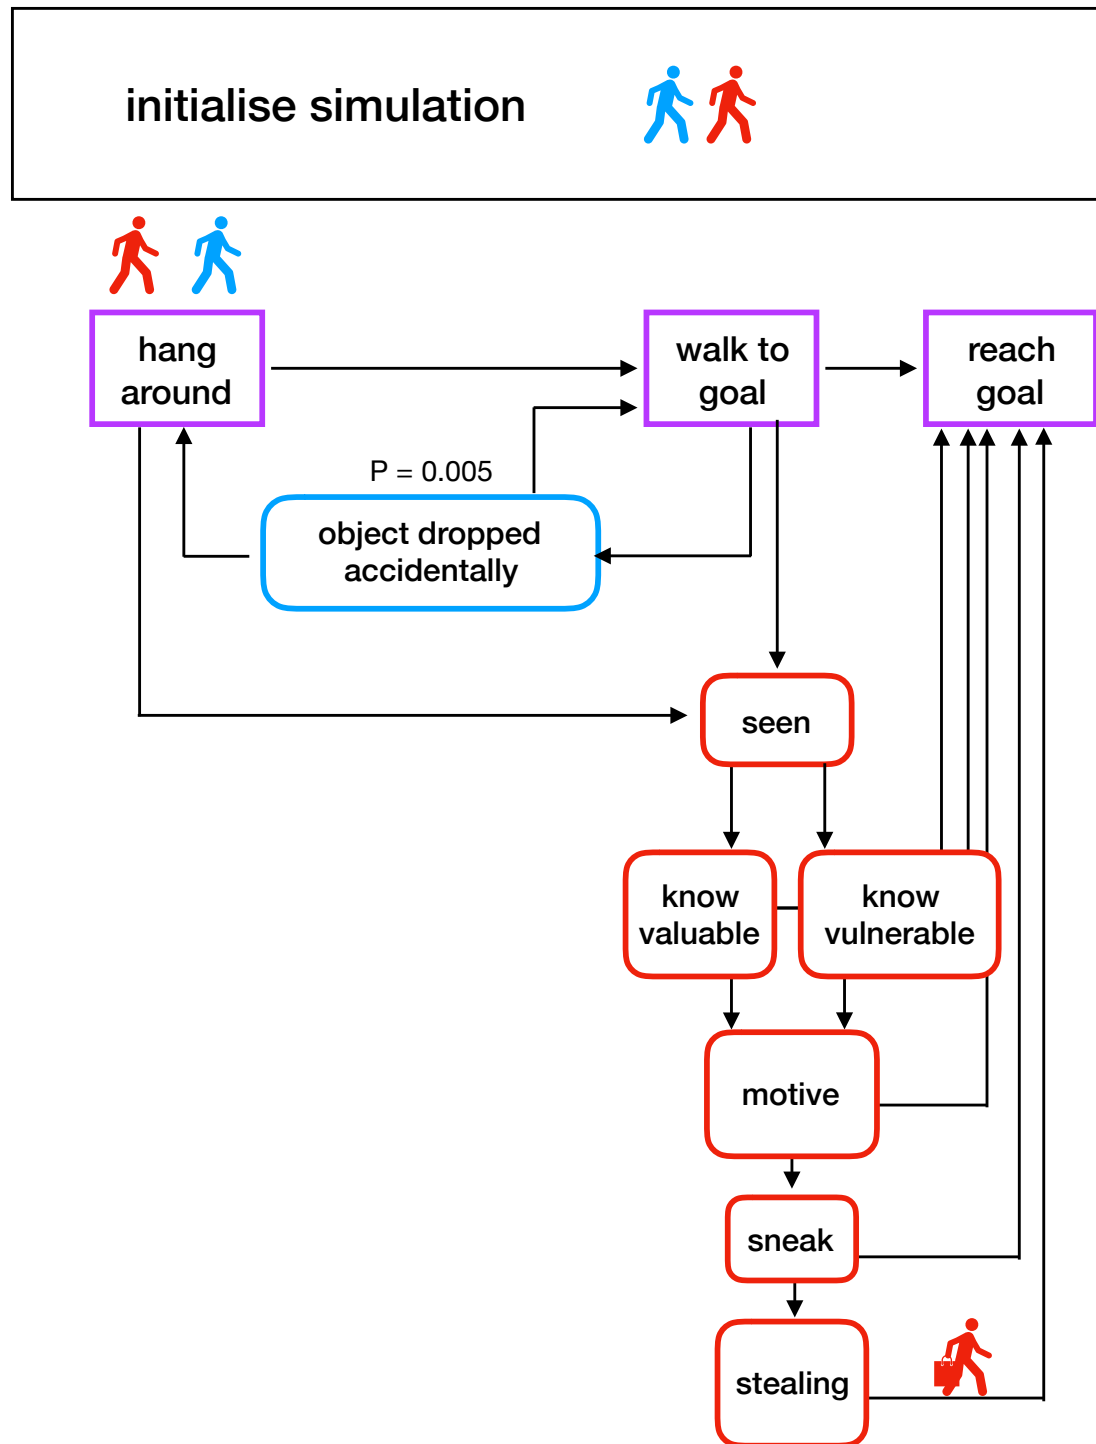 initialise simulation
hang
around
walk to
goal
reach
goal
P = 0.005
object dropped
accidentally
seen
know
valuable
know
vulnerable
motive
sneak
stealing